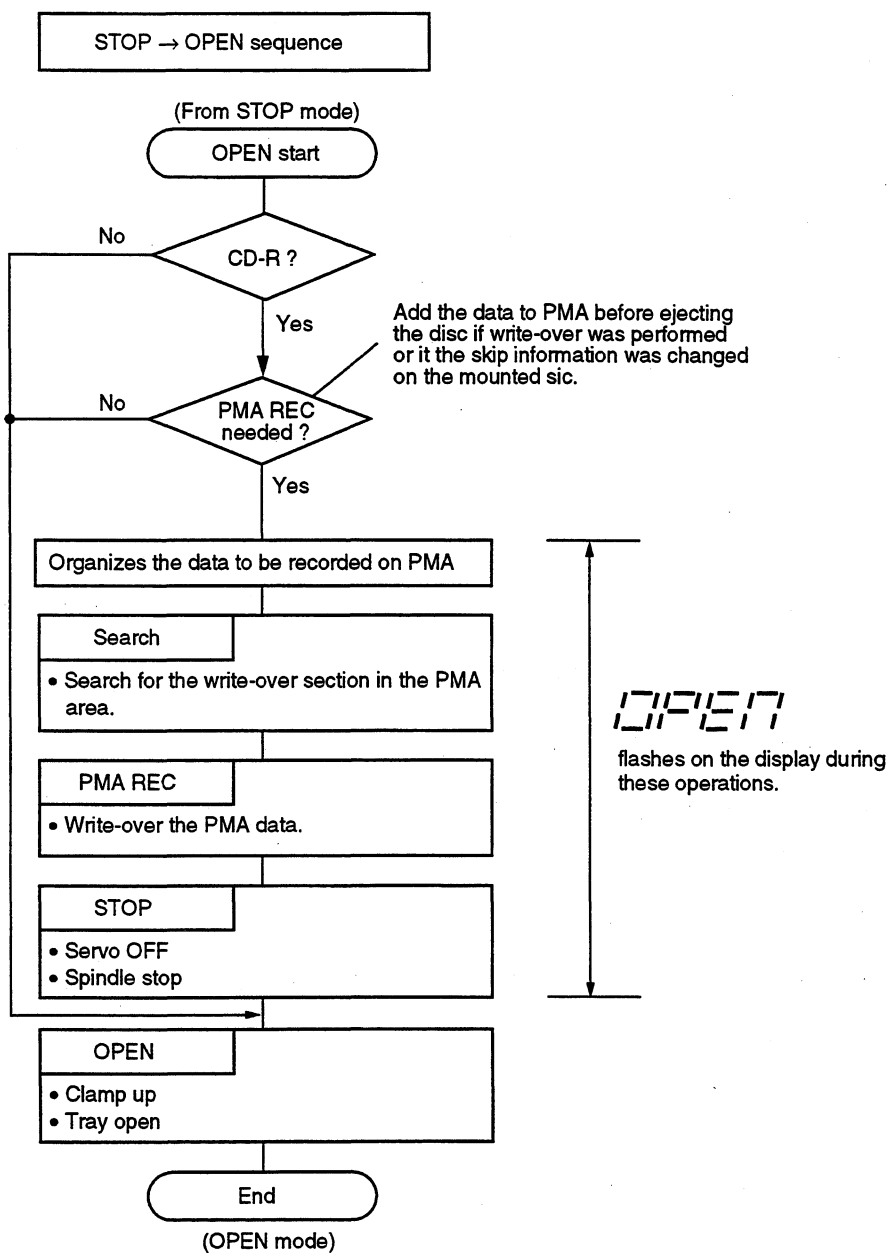 STOP → OPEN sequence
(From STOP mode)
OPEN start
No
CD-R ?
Yes
Add the data to PMA before ejecting
the disc if write-over was performed
or it the skip information was changed
on the mounted sic.
No
PMA REC
needed ?
Yes
Organizes the data to be recorded on PMA
Search
• Search for the write-over section in the PMA
area.
OPEN
flashes on the display during
these operations.
PMA REC
• Write-over the PMA data.
STOP
• Servo OFF
• Spindle stop
OPEN
• Clamp up
• Tray open
End
(OPEN mode)